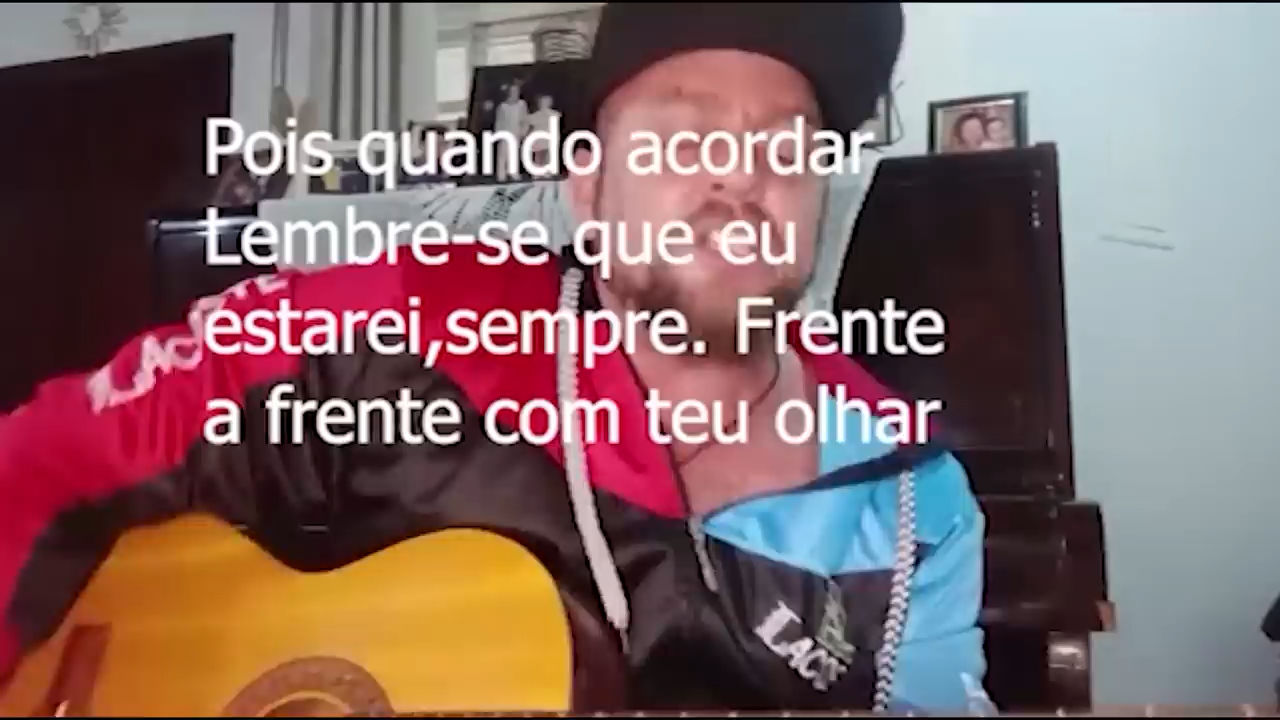 Pois quando acordar
Lembre-se que eu
estarei,sempre. Frente
a frente com teu olhar